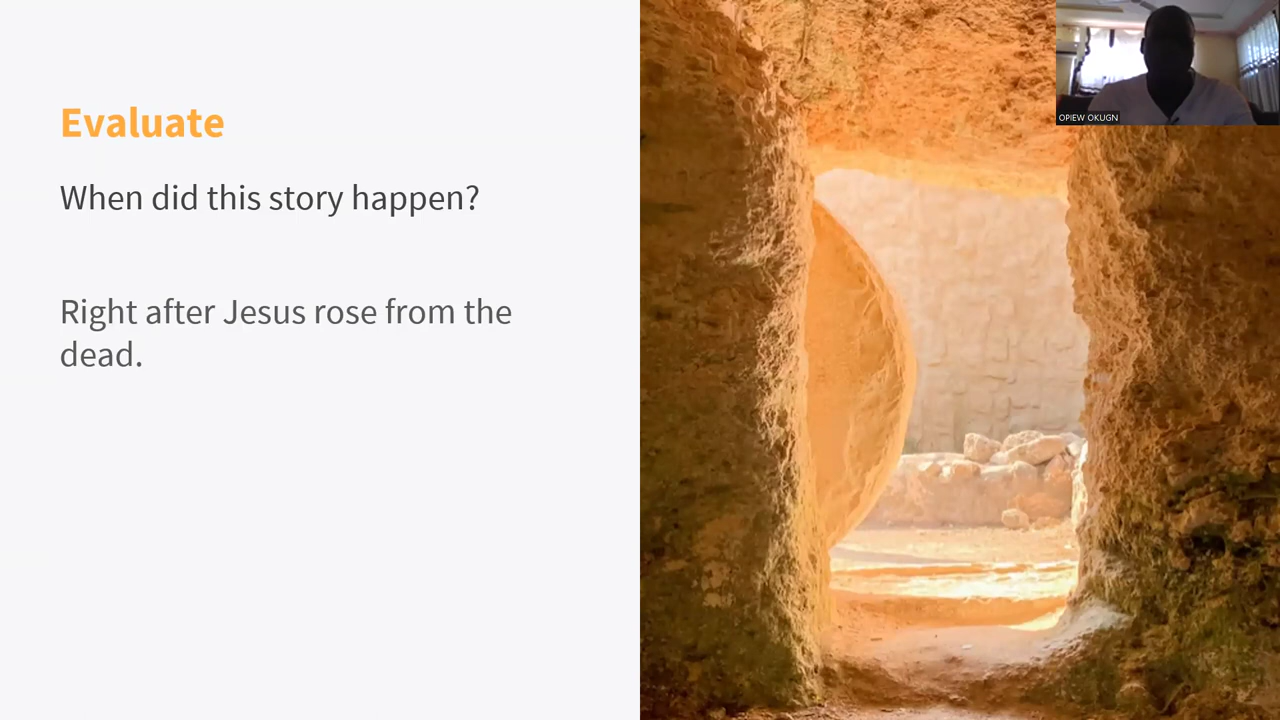 Evaluate
When did this story happen?
Right after Jesus rose from the
dead.
OPIEW OKUGN